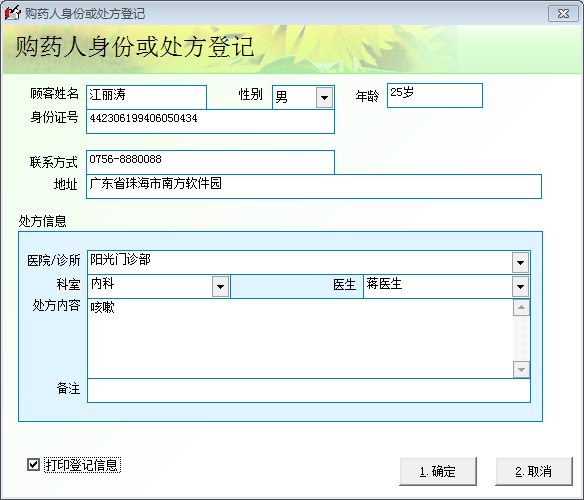 购药人身份或处方登记
购药人身份或处方登记
顾客姓名 江丽涛 性别 男 年龄 25岁
身份证号 442306199406050434
联系方式 0756-8880088
地址 广东省珠海市南方软件园
处方信息
医院/诊所 阳光门诊部
科室 内科 医生 蒋医生
处方内容 咳嗽
备注
打印登记信息 1.确定 2.取消